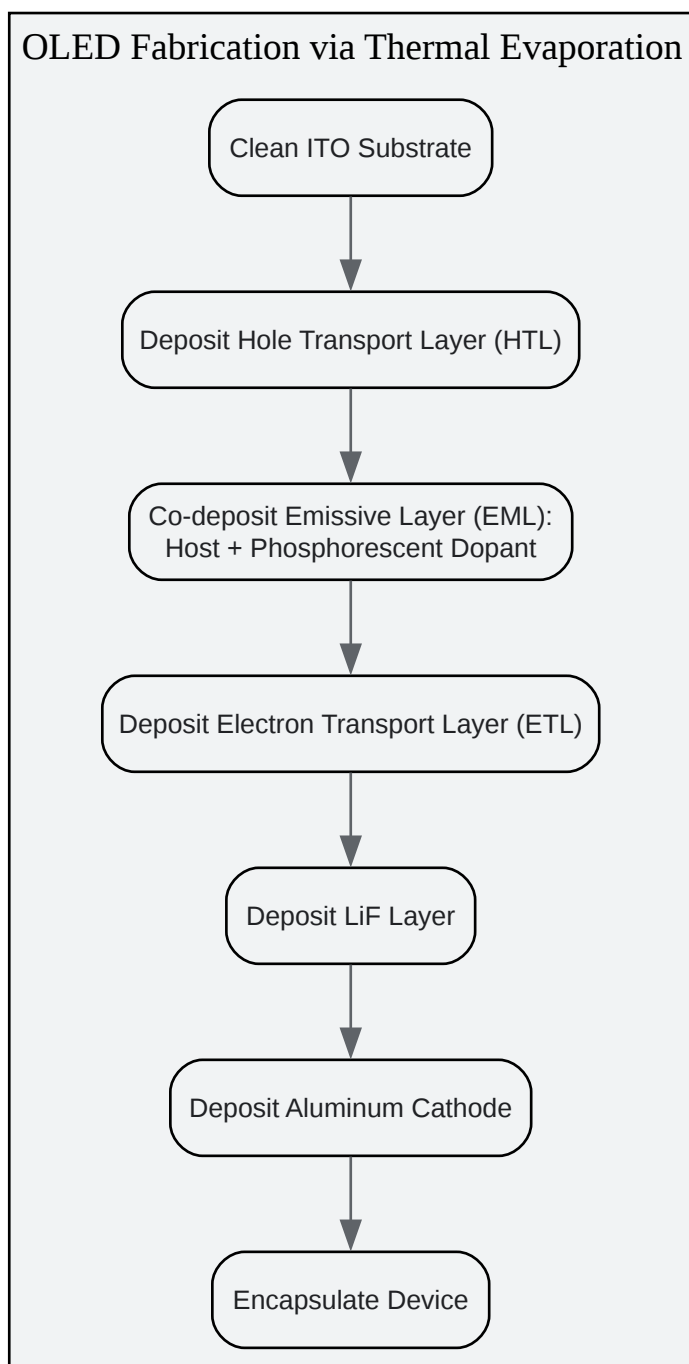 OLED Fabrication via Thermal Evaporation
Clean ITO Substrate
Deposit Hole Transport Layer (HTL)
Co-deposit Emissive Layer (EML):
Host + Phosphorescent Dopant
Deposit Electron Transport Layer (ETL)
Deposit LiF Layer
Deposit Aluminum Cathode
Encapsulate Device